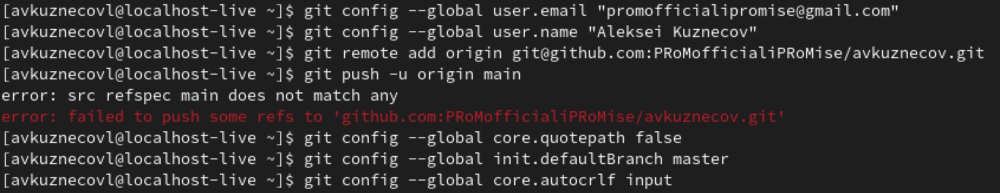 [avkuznecovl@localhost-live ~]$ git config --global user.email "promofficialipromise@gmail.com"
[avkuznecovl@localhost-live ~]$ git config --global user.name "Aleksei Kuznecov"
[avkuznecovl@localhost-live ~]$ git remote add origin git@github.com:PRoMofficialiPRoMise/avkuznecov.git
[avkuznecovl@localhost-live ~]$ git push -u origin main
error: src refspec main does not match any
error: failed to push some refs to 'github.com:PRoMofficialiPRoMise/avkuznecov.git'
[avkuznecovl@localhost-live ~]$ git config --global core.quotepath false
[avkuznecovl@localhost-live ~]$ git config --global init.defaultBranch master
[avkuznecovl@localhost-live ~]$ git config --global core.autocrlf input